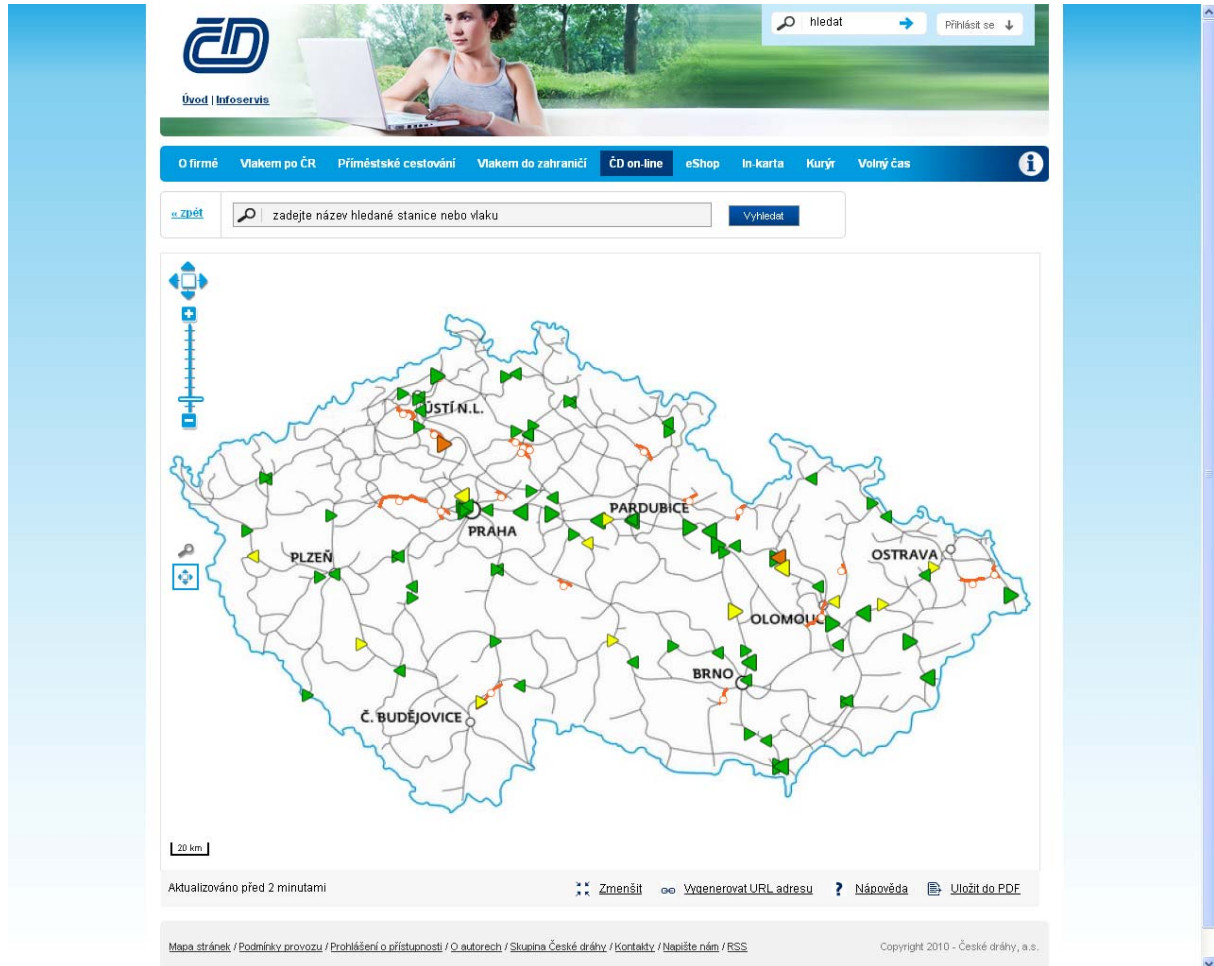 ČD
hledat
Přihlásit se
Úvod | Infoservis
O firmě Vlakem po ČR Příměstské cestování Vlakem do zahraničí ČD on-line eShop In-karta Kurýr Volný čas i
« zpět zadejte název hledané stanice nebo vlaku Vyhledat
ÚSTÍ N.L.
PARDUBICE
PRAHA
PLZEŇ
OSTRAVA
OLOMOUC
BRNO
Č. BUDĚJOVICE
20 km
Aktualizováno před 2 minutami Zmenšit Vygenerovat URL adresu ? Nápověda Uložit do PDF
Mapa stránek / Podmínky provozu / Prohlášení o přístupnosti / O autorech / Skupina České dráhy / Kontakty / Napište nám / RSS Copyright 2010 - České dráhy, a.s.